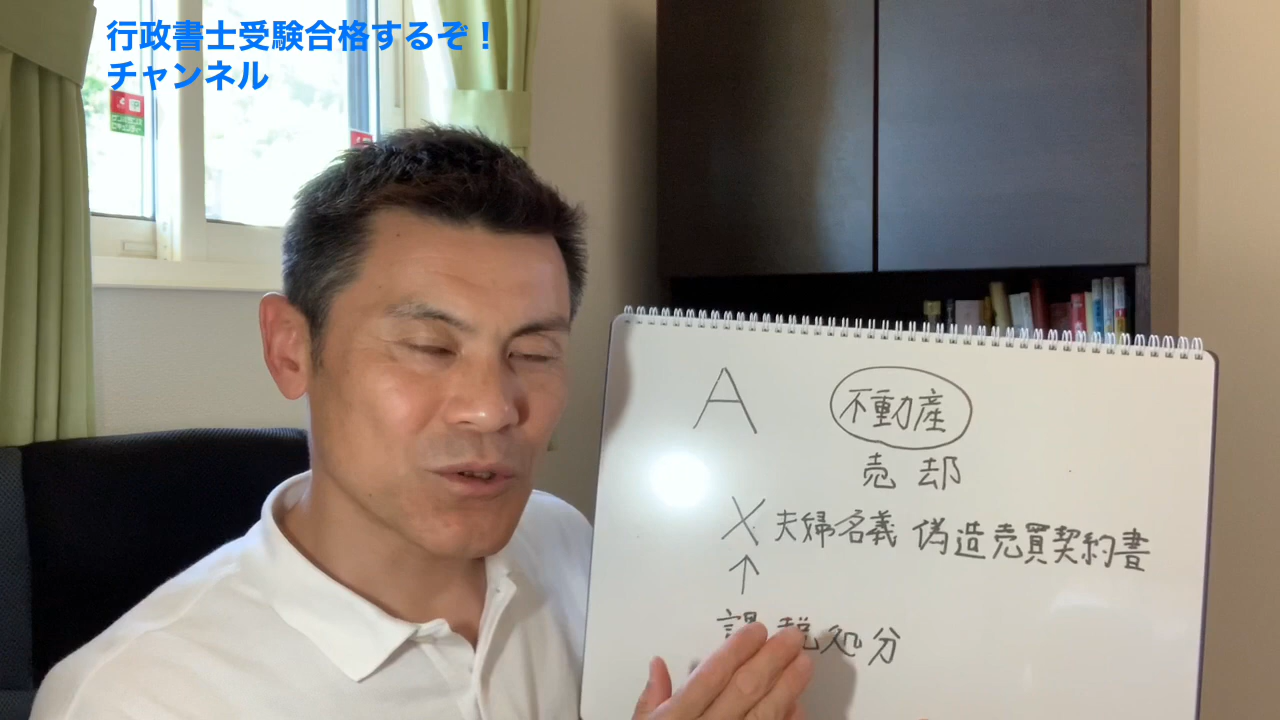 行政書士受験合格するぞ！
チャンネル
A
不動産
売却
X 夫婦名義 偽造売買契約書
↑
課税処分